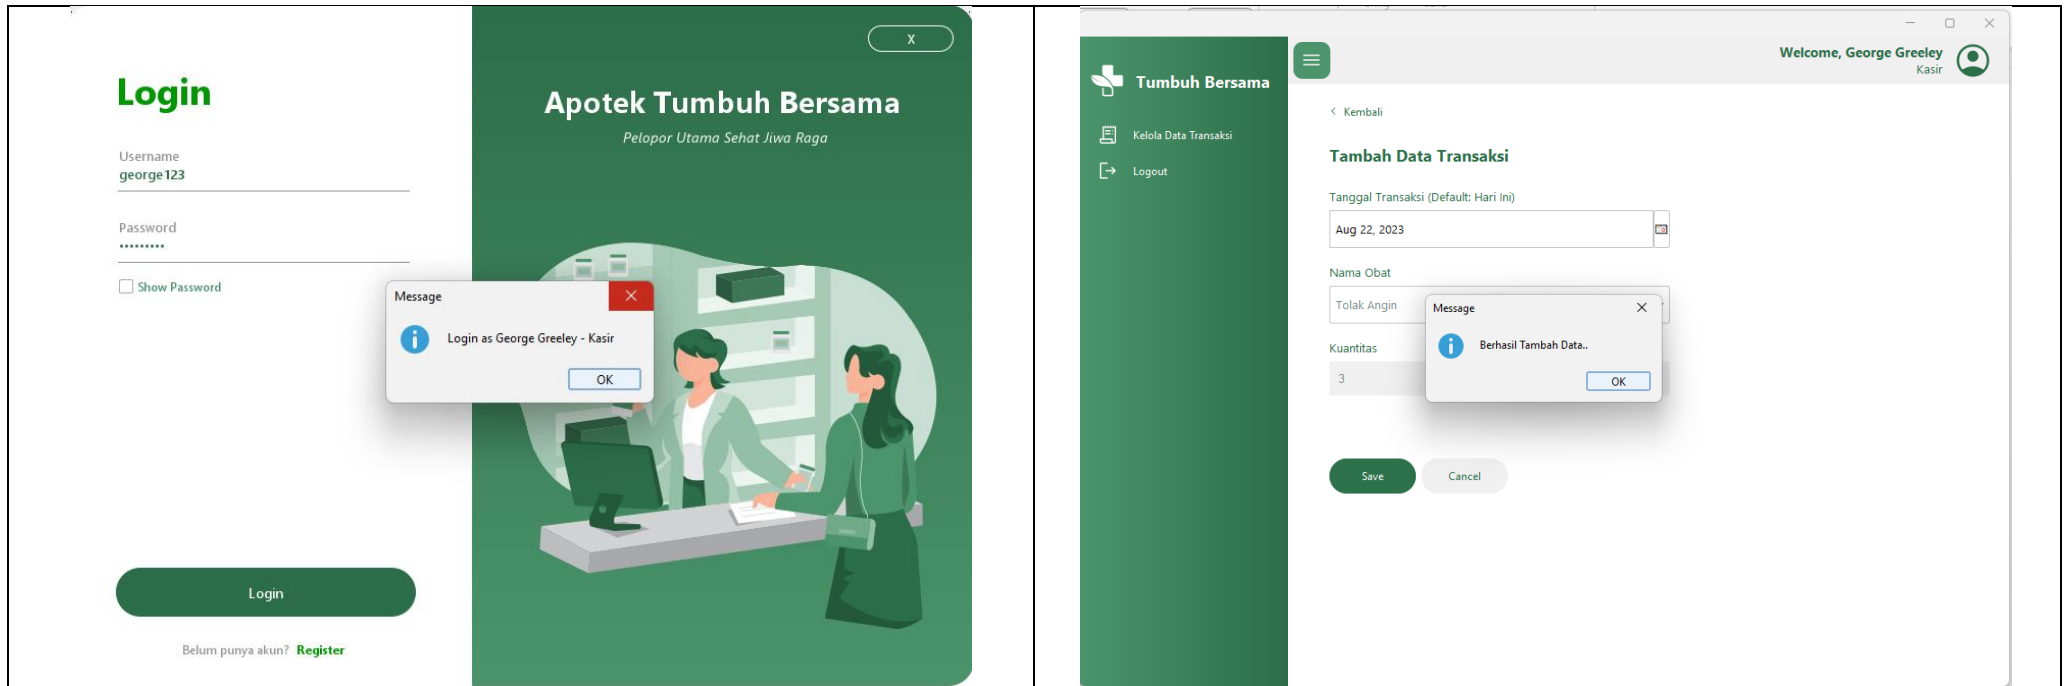 Login
Username
george123
Password
•••••••••
Show Password
Login
Belum punya akun? Register
X
Apotek Tumbuh Bersama
Pelopor Utama Sehat Jiwa Raga
Message
Login as George Greeley - Kasir
OK
Tumbuh Bersama
Kelola Data Transaksi
Logout
Welcome, George Greeley
Kasir
< Kembali
Tambah Data Transaksi
Tanggal Transaksi (Default: Hari Ini)
Aug 22, 2023
Nama Obat
Tolak Angin
Kuantitas
3
Message
Berhasil Tambah Data..
OK
Save
Cancel